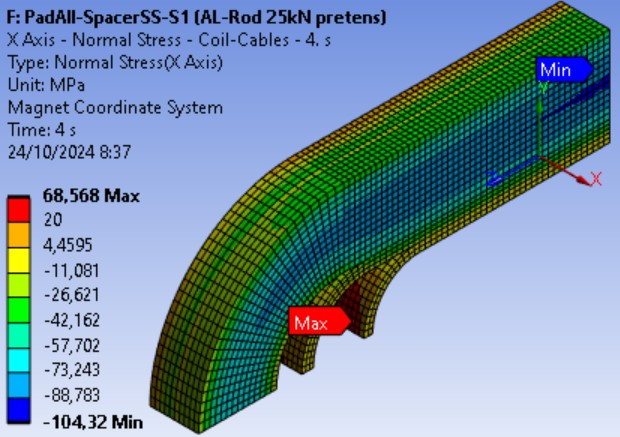 F: PadAll-SpacerSS-S1 (AL-Rod 25kN pretens)
X Axis - Normal Stress - Coil-Cables - 4. s
Type: Normal Stress(X Axis)
Unit: MPa
Magnet Coordinate System
Time: 4 s
24/10/2024 8:37
68,568 Max
20
4,4595
-11,081
-26,621
-42,162
-57,702
-73,243
-88,783
-104,32 Min
Min
Y
X
Max